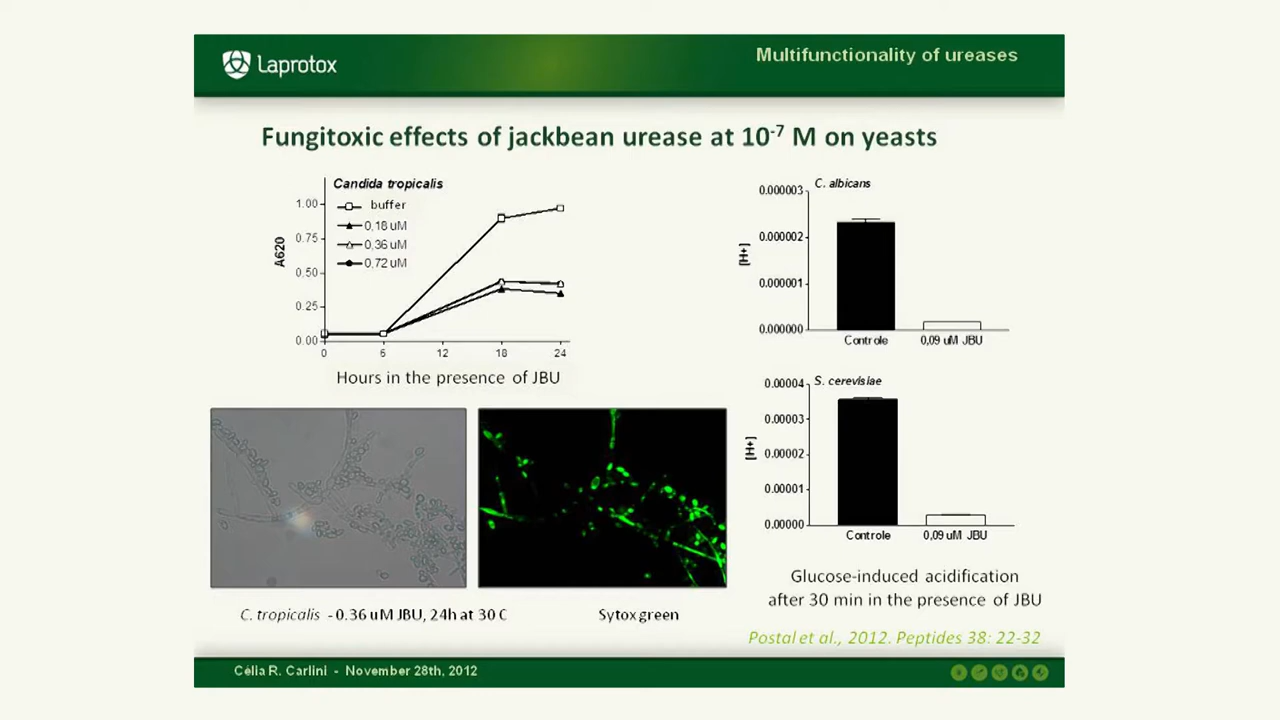 Laprotox
Multifunctionality of ureases
Fungitoxic effects of jackbean urease at 10-7 M on yeasts
Candida tropicalis
buffer
0,18 uM
0,36 uM
0,72 uM
A620
1.00
0.75
0.50
0.25
0.00
0 6 12 18 24
Hours in the presence of JBU
C. albicans
[H+]
0.000003
0.000002
0.000001
0.000000
Controle 0,09 uM JBU
S. cerevisiae
[H+]
0.00004
0.00003
0.00002
0.00001
0.00000
Controle 0,09 uM JBU
C. tropicalis - 0.36 uM JBU, 24h at 30 C
Sytox green
Glucose-induced acidification
after 30 min in the presence of JBU
Postal et al., 2012. Peptides 38: 22-32
Célia R. Carlini - November 28th, 2012